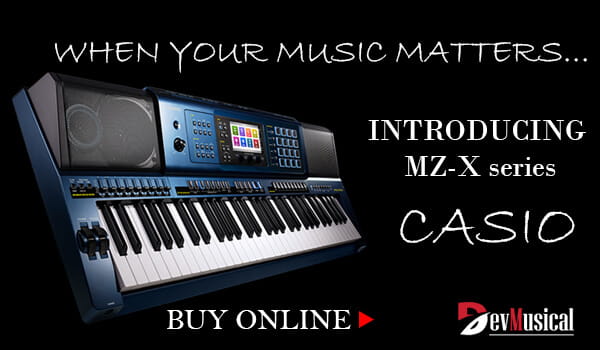 WHEN YOUR MUSIC MATTERS...
INTRODUCING
MZ-X series
CASIO
BUY ONLINE
DevMusical